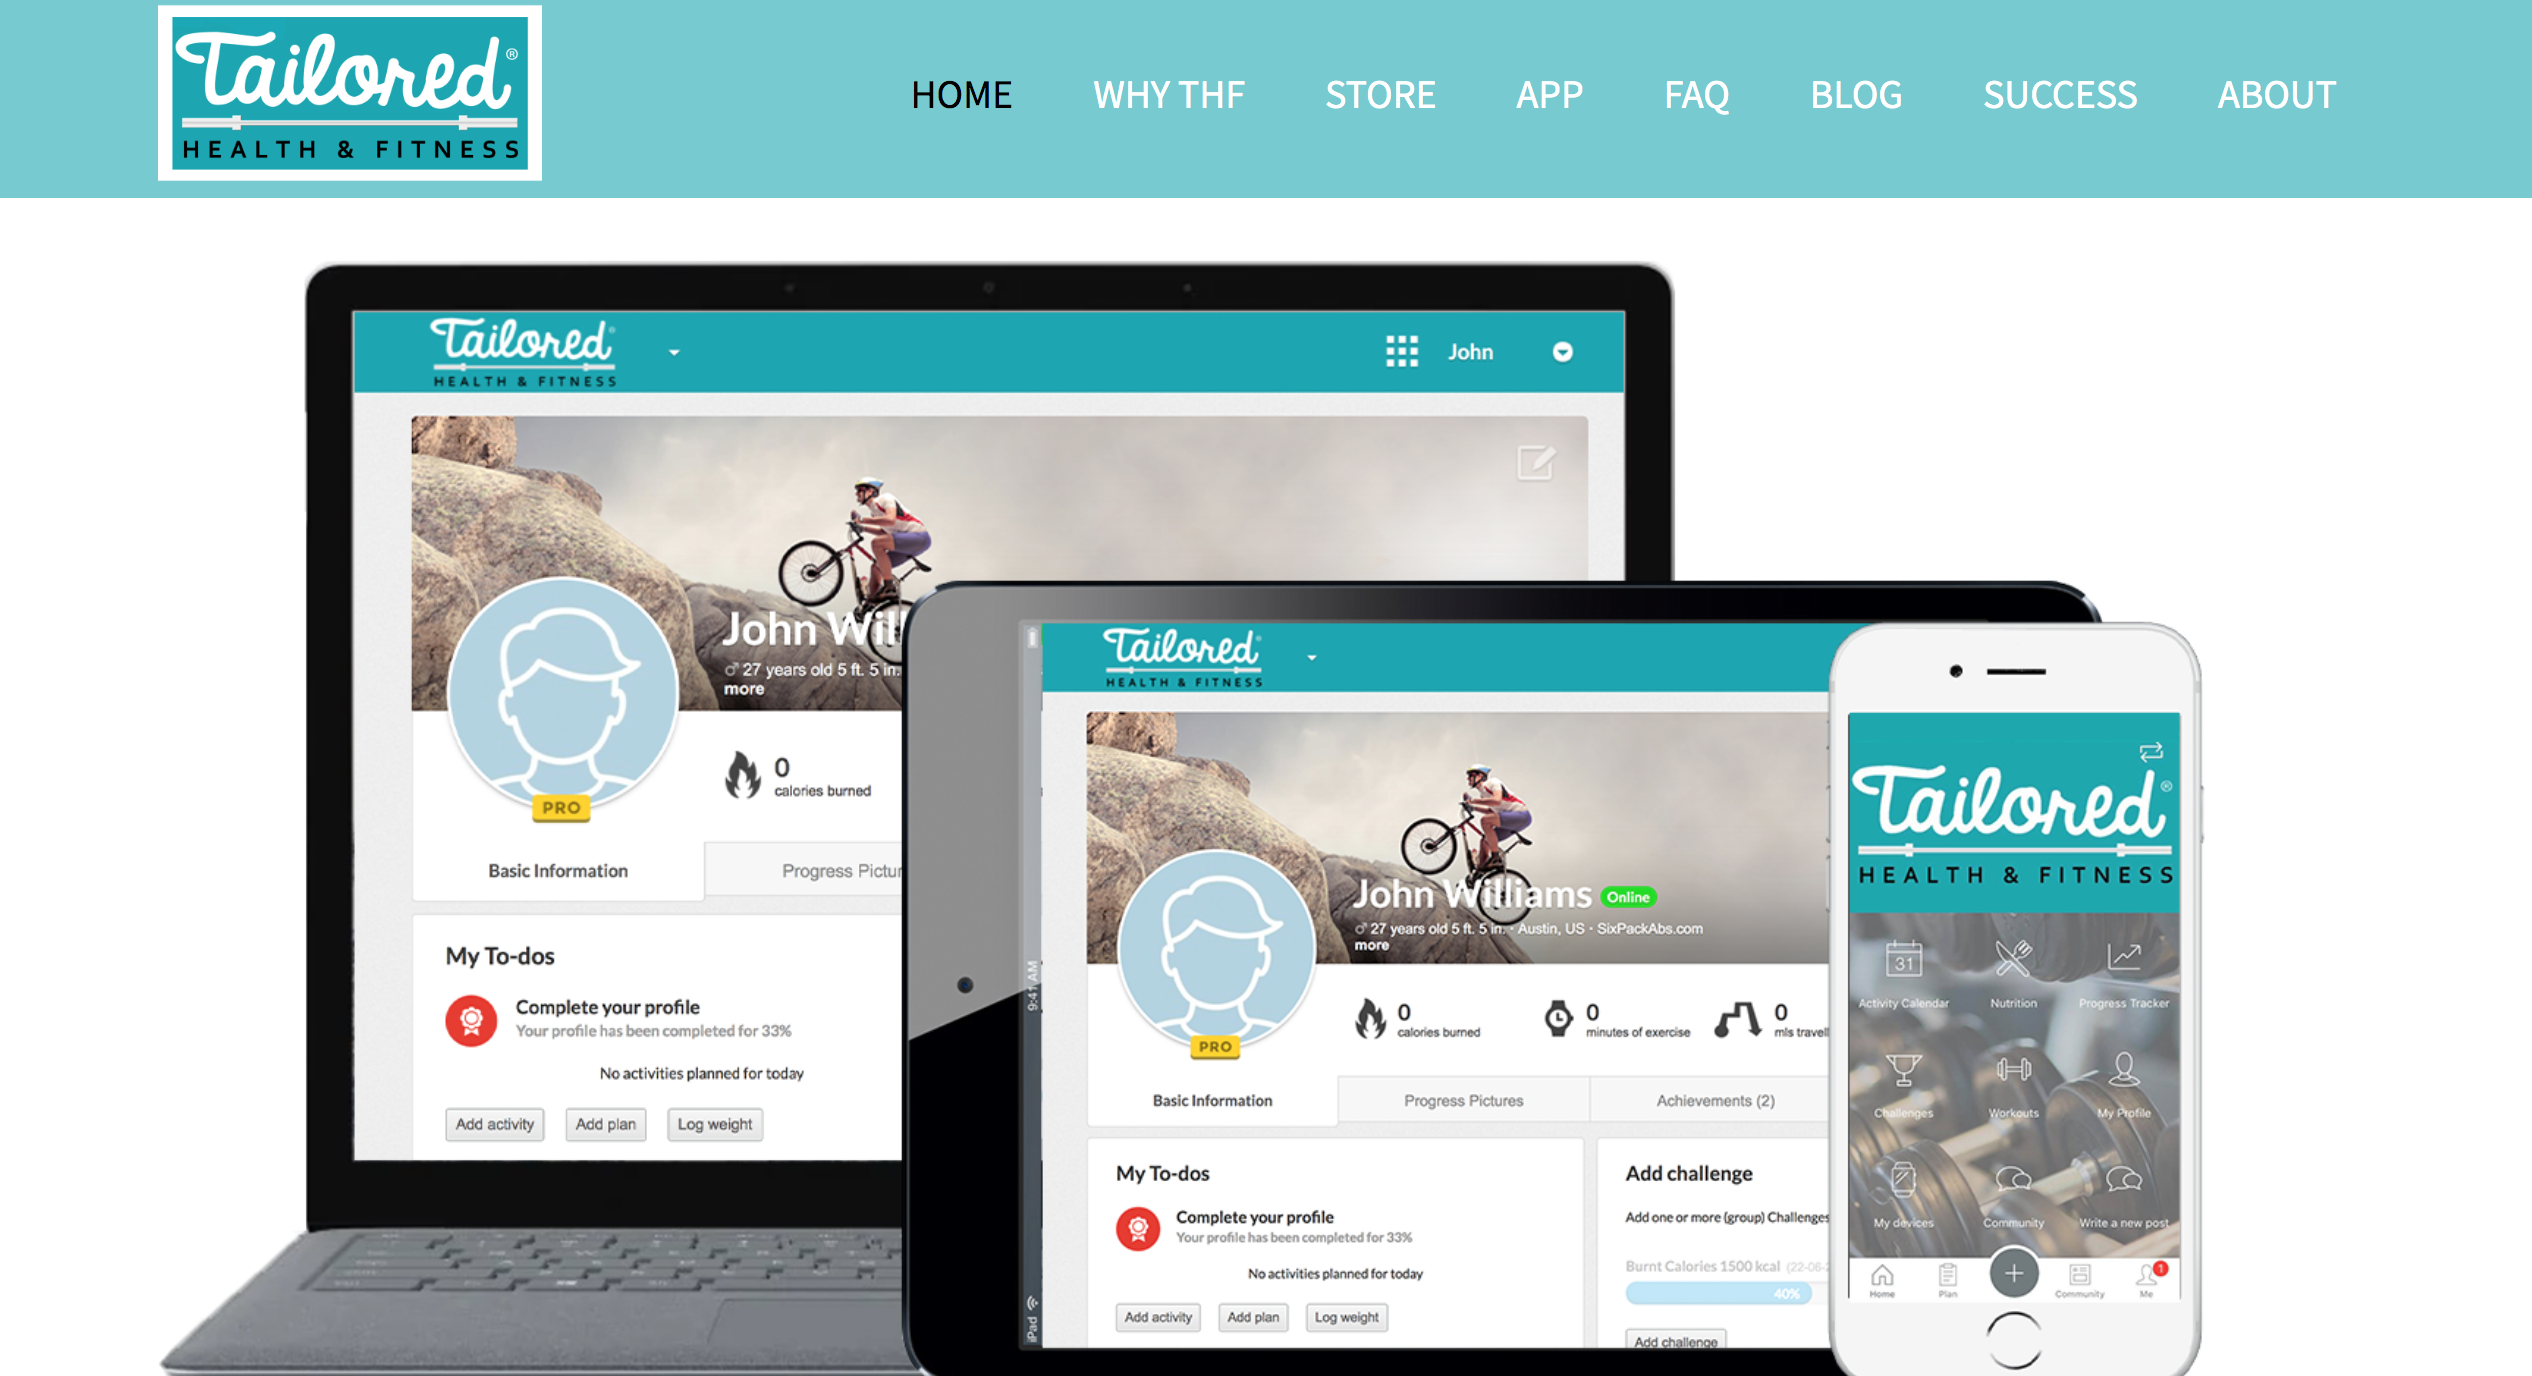 Tailored®
HEALTH & FITNESS
HOME WHY THF STORE APP FAQ BLOG SUCCESS ABOUT
Tailored
HEALTH & FITNESS
John
John Will
♂ 27 years old 5 ft. 5 in.
more
PRO
0
calories burned
Basic Information
Progress Pictur
My To-dos
Complete your profile
Your profile has been completed for 33%
No activities planned for today
Add activity Add plan Log weight
iPad
9:41 AM
Tailored
HEALTH & FITNESS
John Williams Online
♂ 27 years old 5 ft. 5 in. · Austin, US · SixPackAbs.com
more
PRO
0
calories burned
0
minutes of exercise
0
mls travell
Basic Information
Progress Pictures
Achievements (2)
My To-dos
Complete your profile
Your profile has been completed for 33%
No activities planned for today
Add activity Add plan Log weight
Add challenge
Add one or more (group) Challenges
Burnt Calories 1500 kcal (22-06-
40%
Add challenge
Tailored®
HEALTH & FITNESS
31
Activity Calendar Nutrition Progress Tracker
Challenges Workouts My Profile
My devices Community Write a new post
1
Home Plan + Community Me